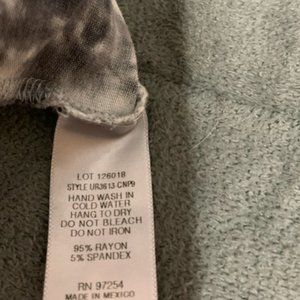 LOT 126018
STYLE UR3613-CNP9
HAND WASH IN
COLD WATER
HANG TO DRY
DO NOT BLEACH
DO NOT IRON
95% RAYON
5% SPANDEX
RN 97254
MADE IN MEXICO